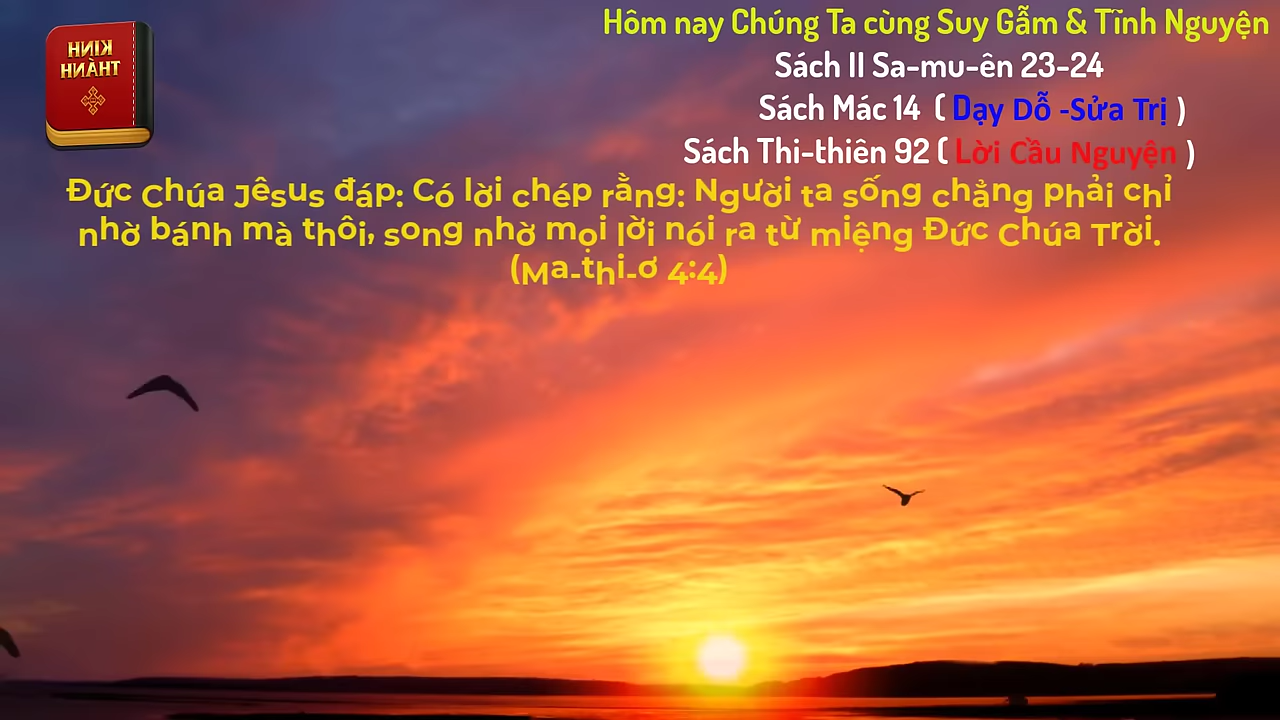 KINH
THÀNH
Hôm nay Chúng Ta cùng Suy Gẫm & Tĩnh Nguyện
Sách II Sa-mu-ên 23-24
Sách Mác 14 ( Dạy Dỗ -Sửa Trị )
Sách Thi-thiên 92 ( Lời Cầu Nguyện )
Đức Chúa Jêsus đáp: Có lời chép rằng: Người ta sống chẳng phải chỉ
nhờ bánh mà thôi, song nhờ mọi lời nói ra từ miệng Đức Chúa Trời.
(Ma-thi-ơ 4:4)